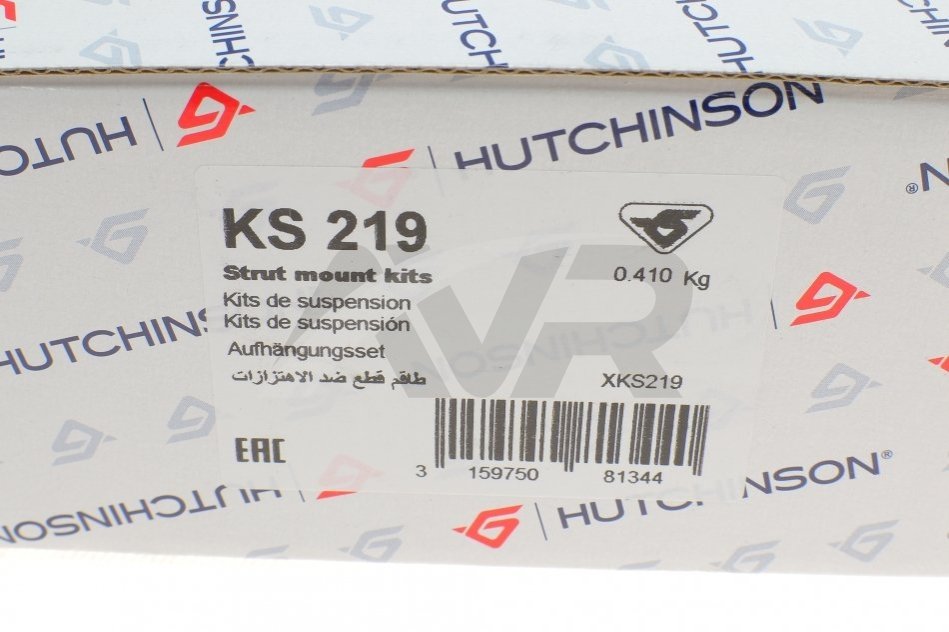 HUTCHINSON
HUTCHINSON
HUTCHINSON
KS 219
Strut mount kits
0.410 Kg
Kits de suspension
Kits de suspensión
HUTCHINSON
Aufhängungsset
طاقم قطع ضد الاهتزازات
XKS219
AVR
EAC
3 159750 81344
HUTCHINSON®
HUTCHINSON